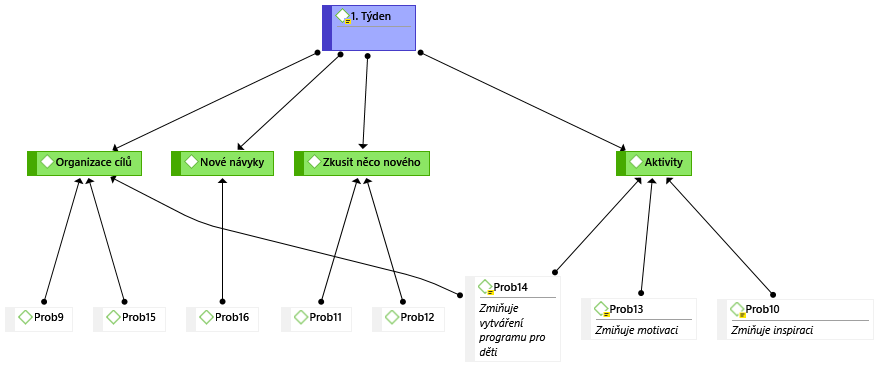 1. Týden
Organizace cílů
Nové návyky
Zkusit něco nového
Aktivity
Prob9
Prob15
Prob16
Prob11
Prob12
Prob14
Zmiňuje
vytváření
programu pro
děti
Prob13
Zmiňuje motivaci
Prob10
Zmiňuje inspiraci